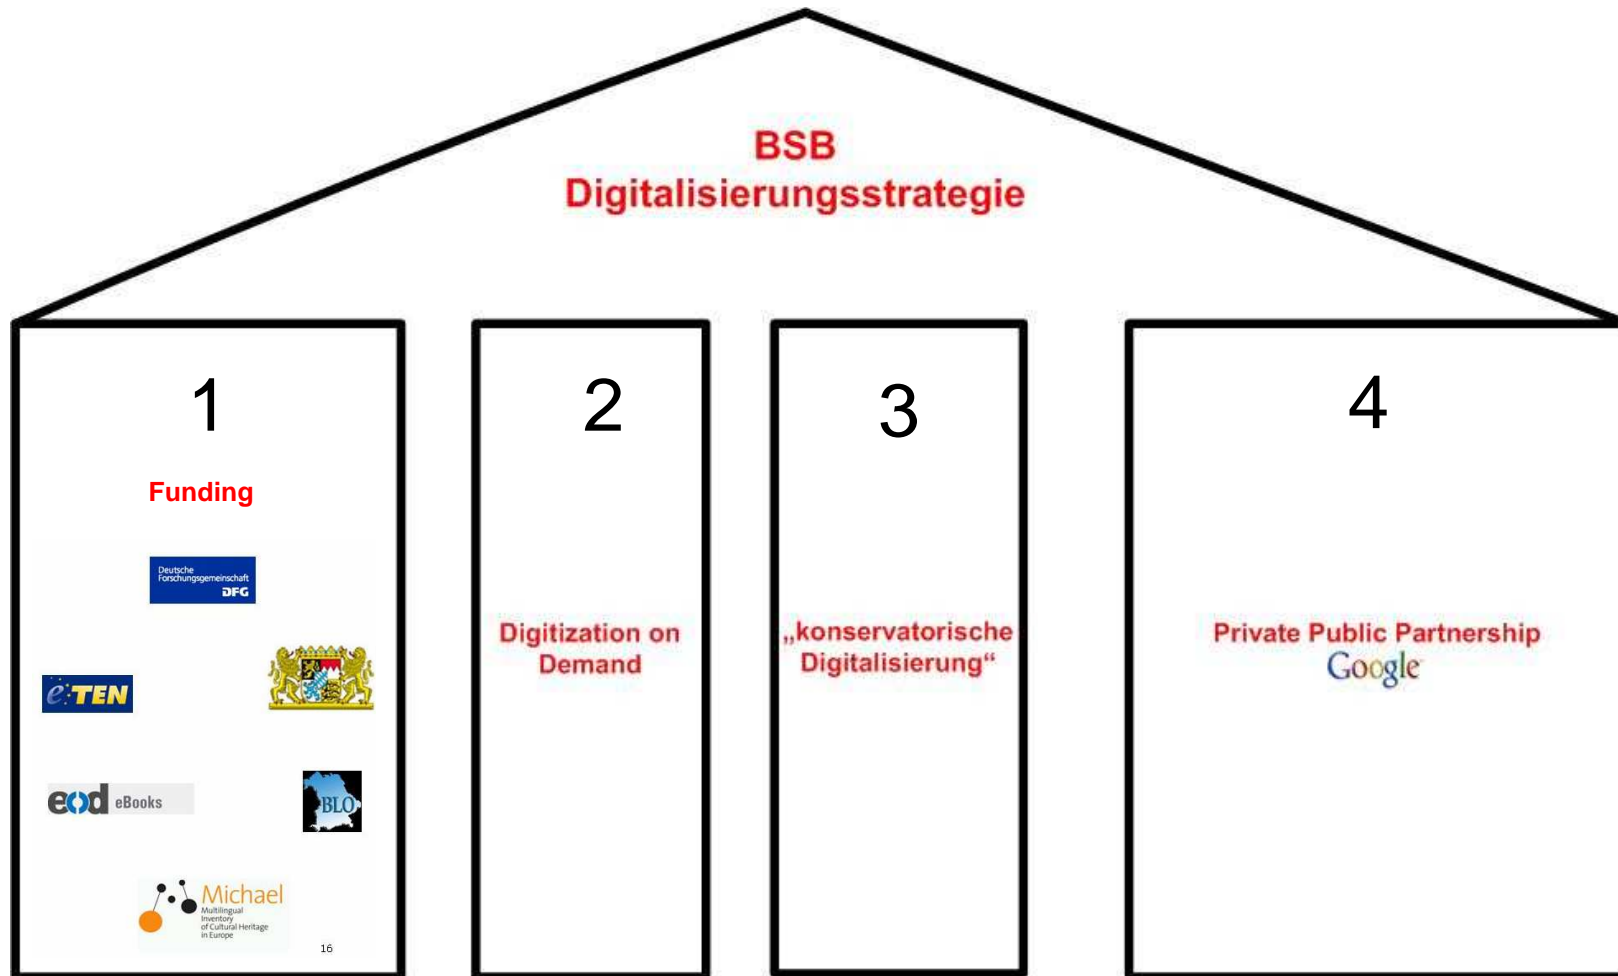 BSB
Digitalisierungsstrategie
1
Funding
Deutsche
Forschungsgemeinschaft
DFG
e·TEN
eod eBooks
BLO
Michael
Multilingual
Inventory
of Cultural Heritage
in Europe
16
2
Digitization on
Demand
3
„konservatorische
Digitalisierung“
4
Private Public Partnership
Google